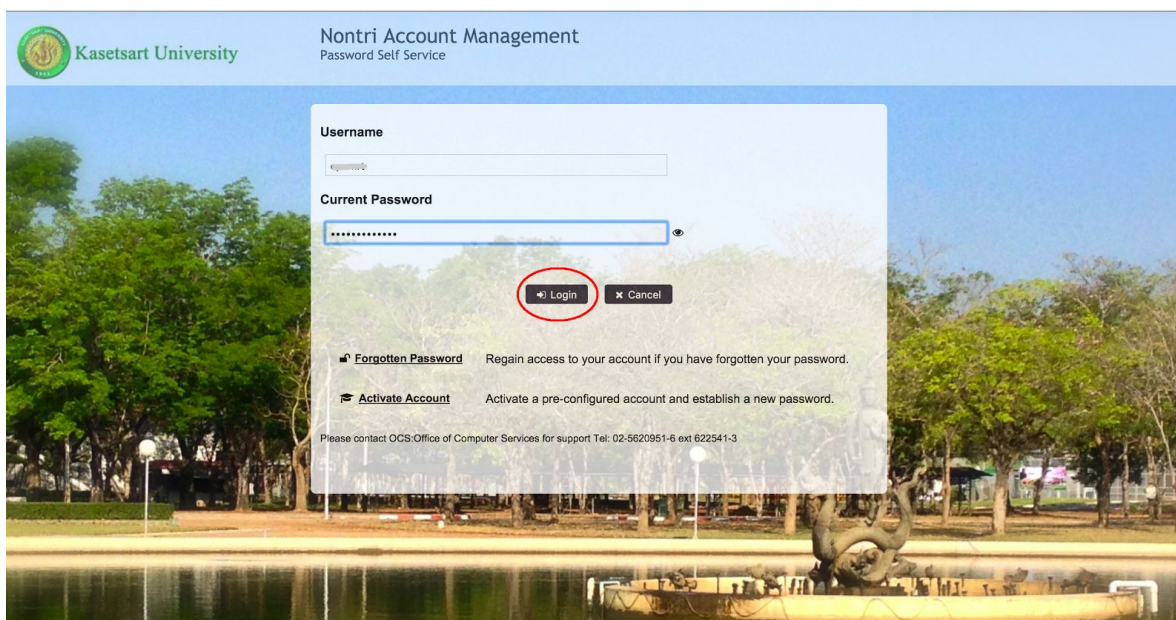 Kasetsart University
Nontri Account Management
Password Self Service
Username
Current Password
Login
Cancel
Forgotten Password Regain access to your account if you have forgotten your password.
Activate Account Activate a pre-configured account and establish a new password.
Please contact OCS:Office of Computer Services for support Tel: 02-5620951-6 ext 622541-3